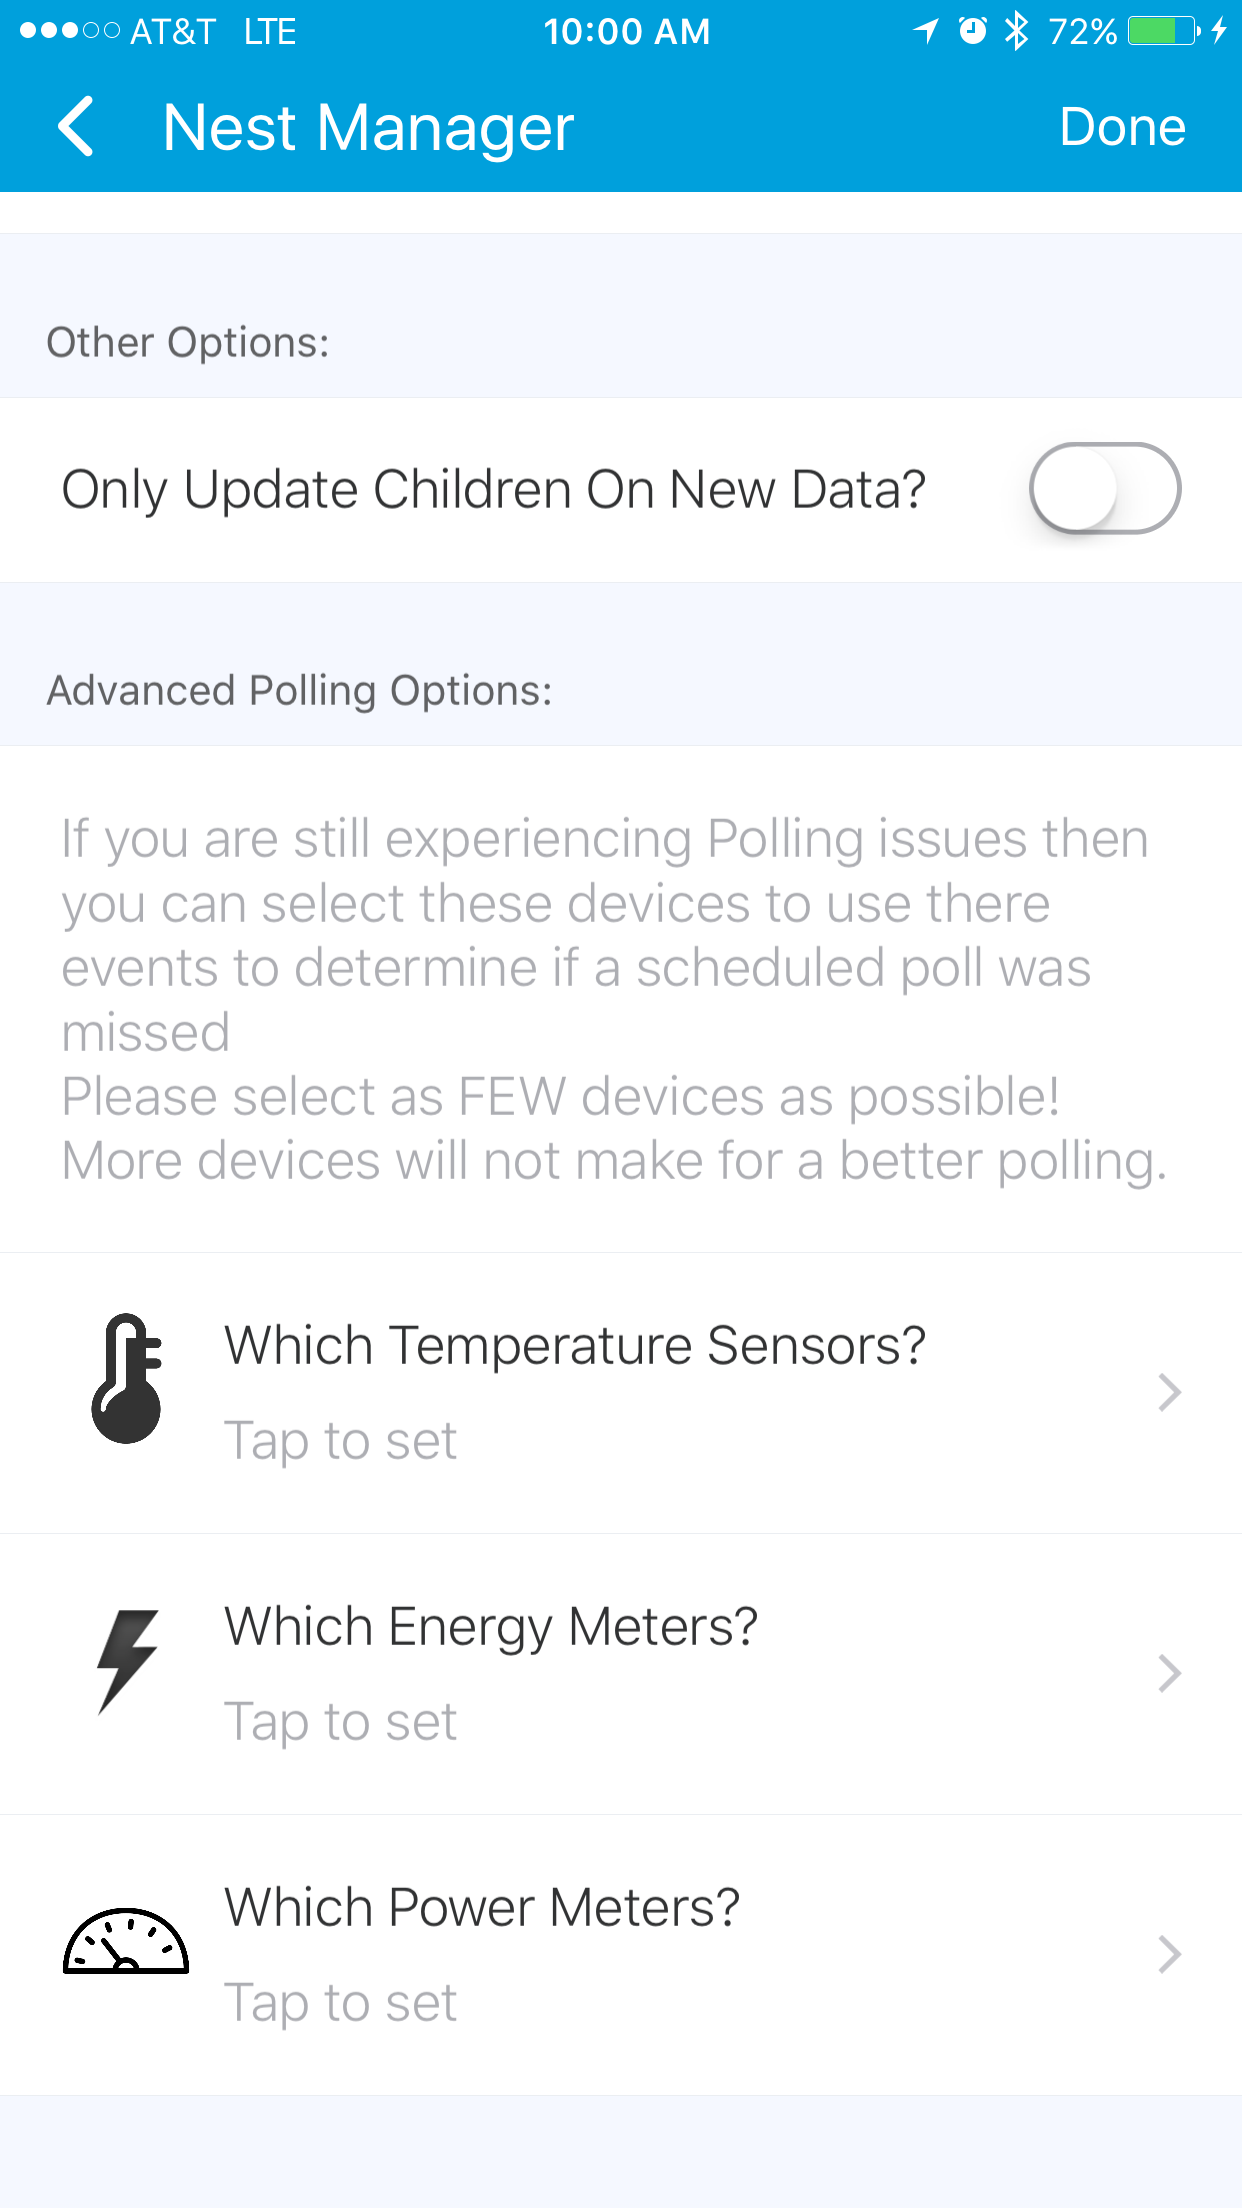 AT&T LTE 10:00 AM 72%
Nest Manager Done
Other Options:
Only Update Children On New Data?
Advanced Polling Options:
If you are still experiencing Polling issues then
you can select these devices to use there
events to determine if a scheduled poll was
missed
Please select as FEW devices as possible!
More devices will not make for a better polling.
Which Temperature Sensors?
Tap to set
Which Energy Meters?
Tap to set
Which Power Meters?
Tap to set